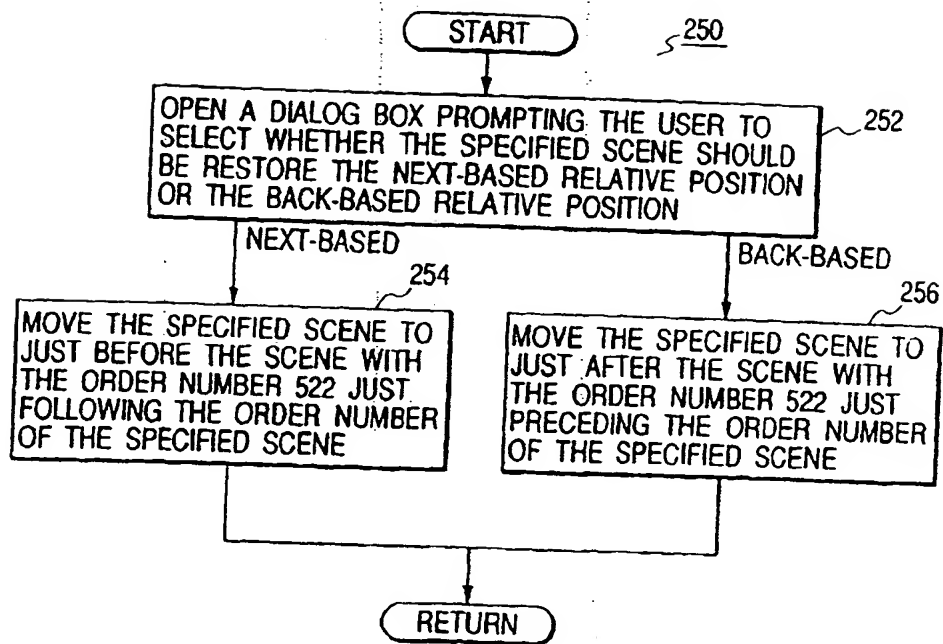 START
250
OPEN A DIALOG BOX PROMPTING THE USER TO
SELECT WHETHER THE SPECIFIED SCENE SHOULD
BE RESTORE THE NEXT-BASED RELATIVE POSITION
OR THE BACK-BASED RELATIVE POSITION
252
NEXT-BASED
BACK-BASED
254
MOVE THE SPECIFIED SCENE TO
JUST BEFORE THE SCENE WITH
THE ORDER NUMBER 522 JUST
FOLLOWING THE ORDER NUMBER
OF THE SPECIFIED SCENE
256
MOVE THE SPECIFIED SCENE TO
JUST AFTER THE SCENE WITH
THE ORDER NUMBER 522 JUST
PRECEDING THE ORDER NUMBER
OF THE SPECIFIED SCENE
RETURN